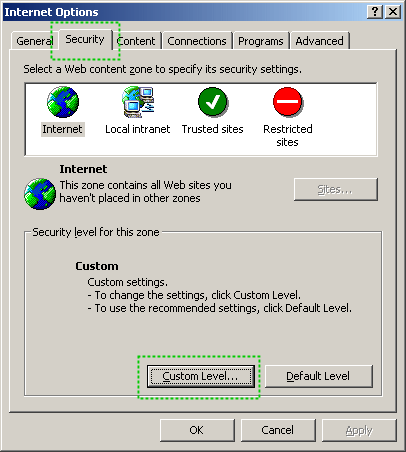 Internet Options
General Security Content Connections Programs Advanced
Select a Web content zone to specify its security settings.
Internet Local intranet Trusted sites Restricted
sites
Internet
This zone contains all Web sites you
haven't placed in other zones
Sites...
Security level for this zone
Custom
Custom settings.
- To change the settings, click Custom Level.
- To use the recommended settings, click Default Level.
Custom Level... Default Level
OK Cancel Apply